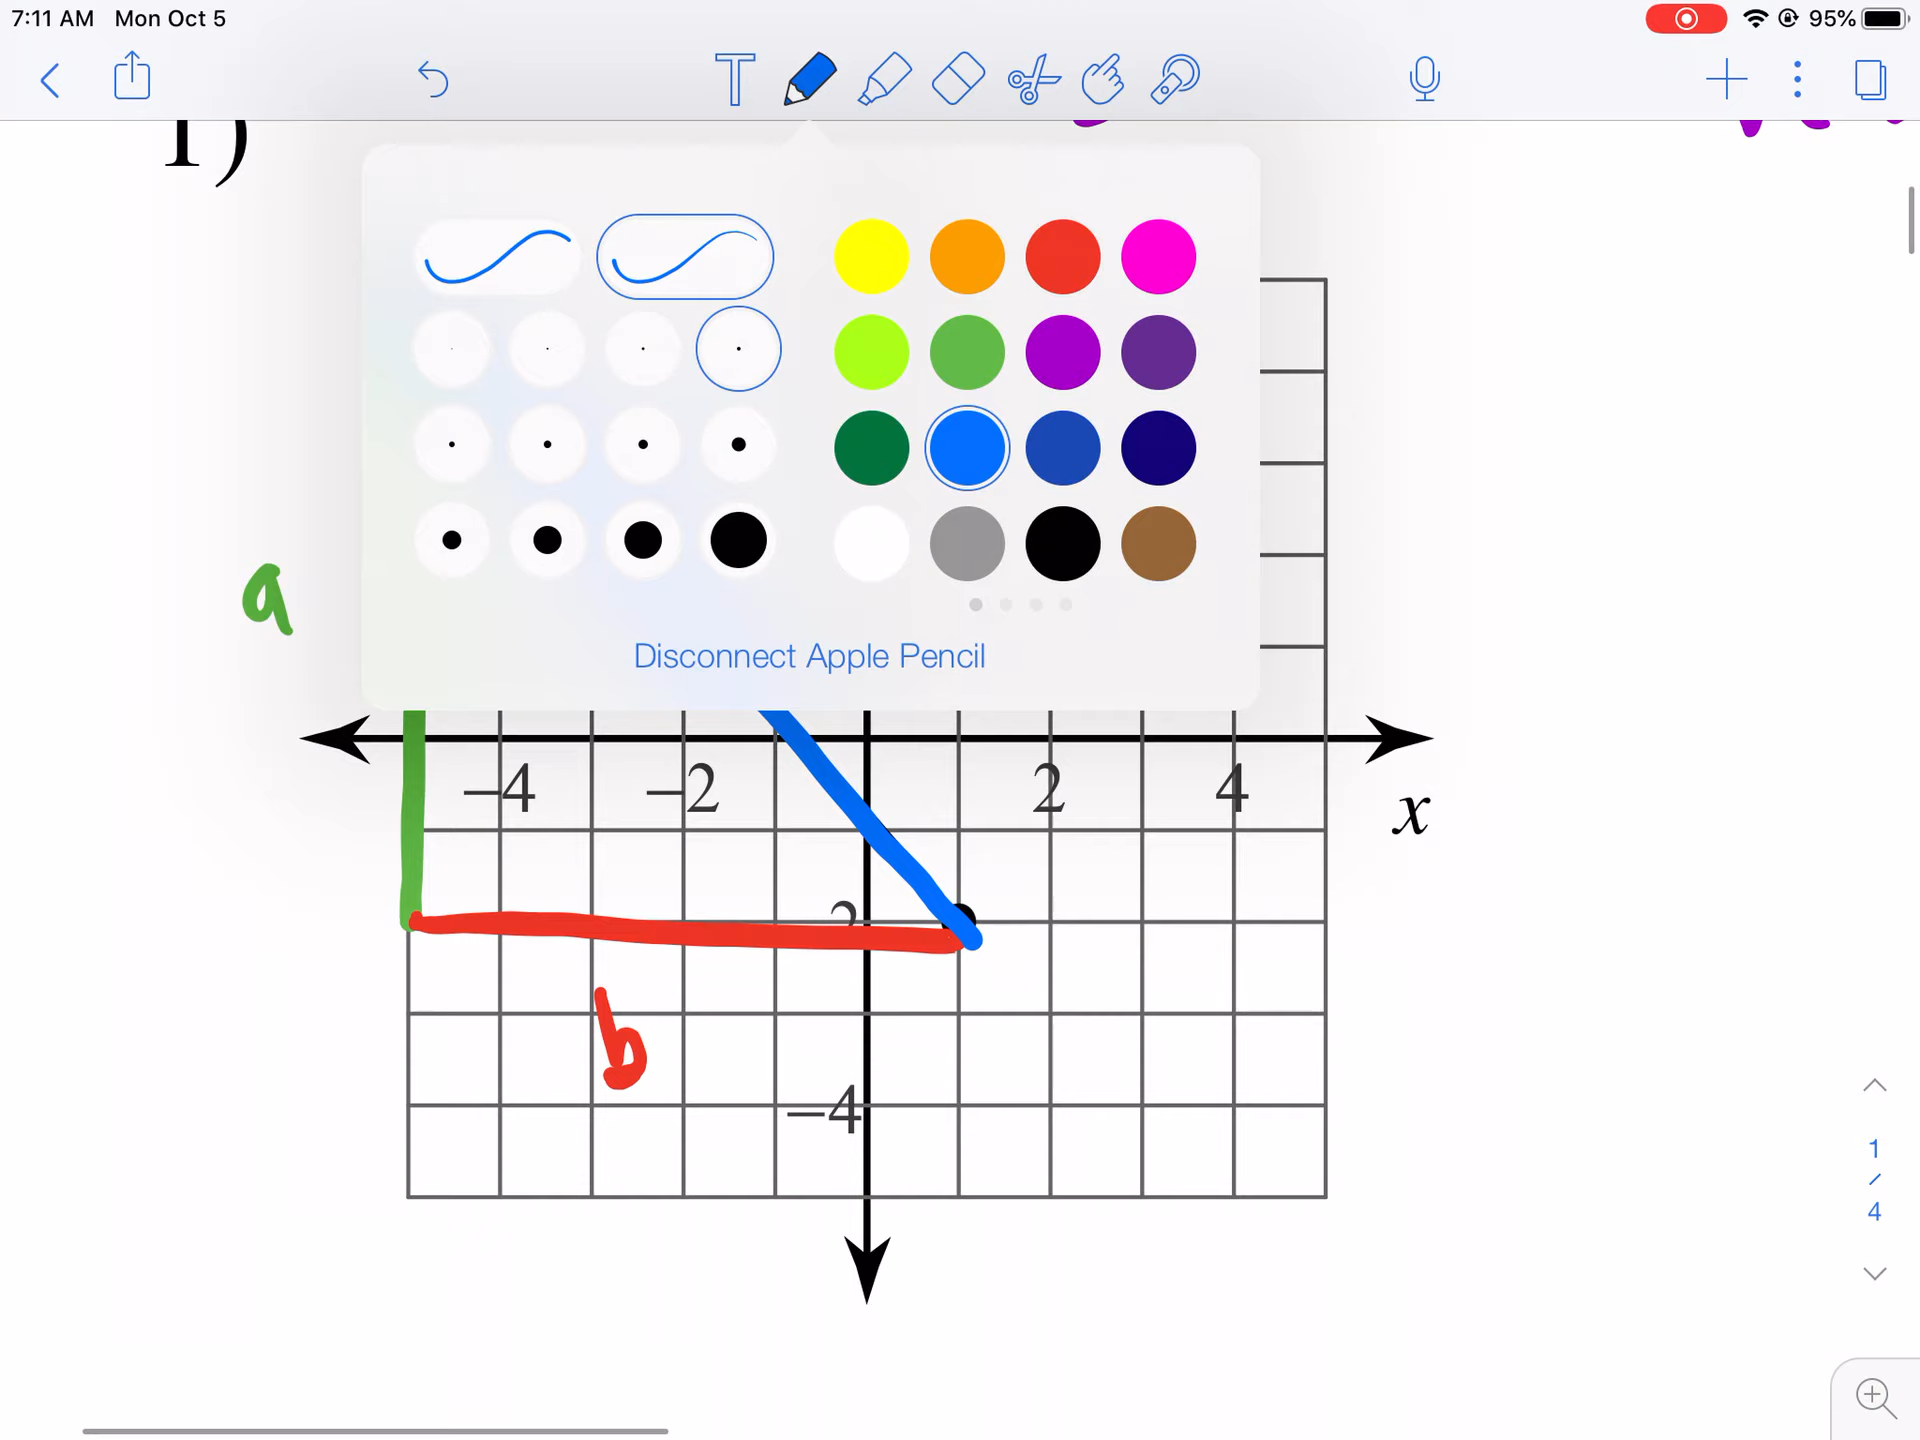 7:11 AM Mon Oct 5 95%
T
1)
a
Disconnect Apple Pencil
–4 –2 2 4
x
b
–4
1
/
4